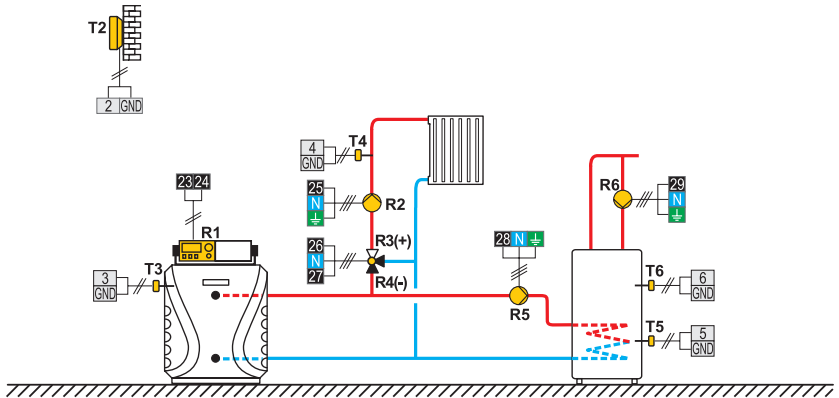 T2
2 GND
4
GND
T4
23 24
25
N
R2
R6
29
N
R1
R3(+)
26
N
27
28 N
R4(-)
3
GND
T3
T6
6
GND
R5
T5
5
GND